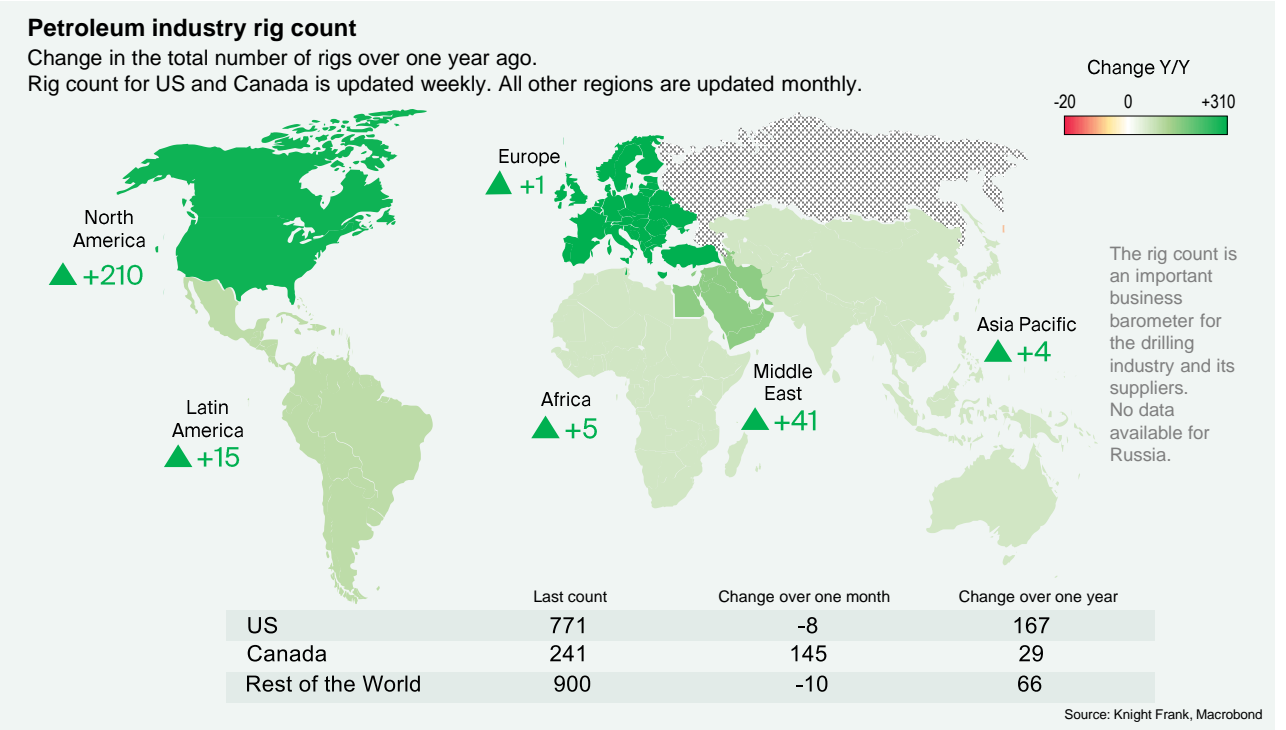 Petroleum industry rig count
Change in the total number of rigs over one year ago.
Rig count for US and Canada is updated weekly. All other regions are updated monthly.
Change Y/Y
-20 0 +310
North
America
+210
Europe
+1
Latin
America
+15
Africa
+5
Middle
East
+41
Asia Pacific
+4
The rig count is
an important
business
barometer for
the drilling
industry and its
suppliers.
No data
available for
Russia.
Last count Change over one month Change over one year
US 771 -8 167
Canada 241 145 29
Rest of the World 900 -10 66
Source: Knight Frank, Macrobond